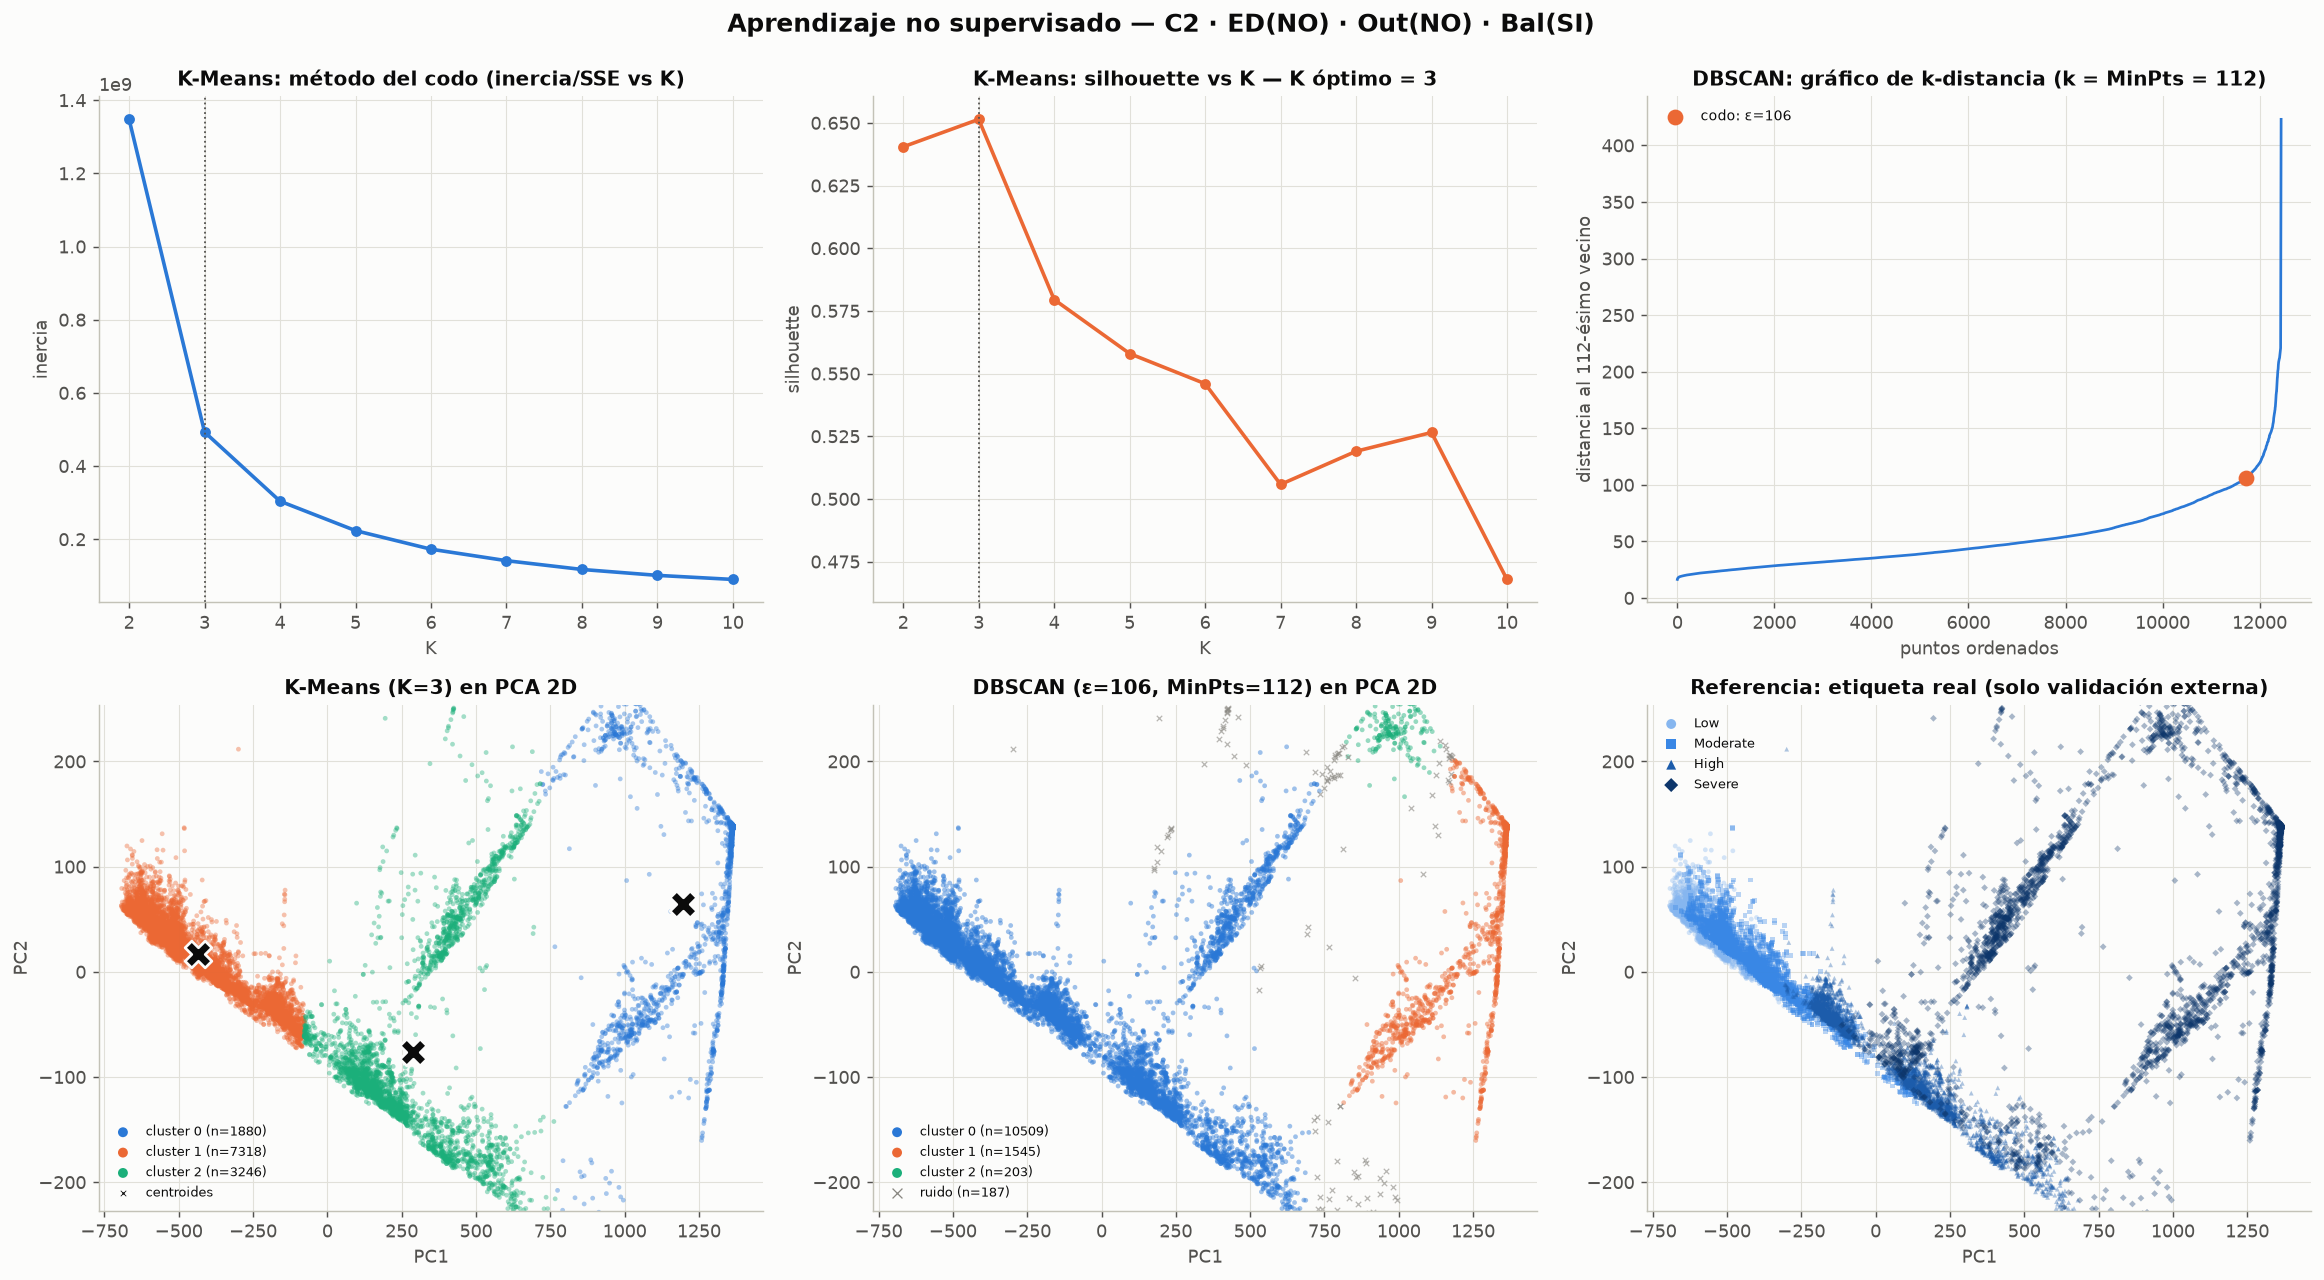 Aprendizaje no supervisado — C2 · ED(NO) · Out(NO) · Bal(SI)
K-Means: método del codo (inercia/SSE vs K)
1e9
1.4
1.2
1.0
0.8
0.6
0.4
0.2
inercia
2 3 4 5 6 7 8 9 10
K
K-Means: silhouette vs K — K óptimo = 3
0.650
0.625
0.600
0.575
0.550
0.525
0.500
0.475
silhouette
2 3 4 5 6 7 8 9 10
K
DBSCAN: gráfico de k-distancia (k = MinPts = 112)
codo: ε=106
400
350
300
250
200
150
100
50
0
distancia al 112-ésimo vecino
0 2000 4000 6000 8000 10000 12000
puntos ordenados
K-Means (K=3) en PCA 2D
200
100
0
−100
−200
PC2
cluster 0 (n=1880)
cluster 1 (n=7318)
cluster 2 (n=3246)
centroides
−750 −500 −250 0 250 500 750 1000 1250
PC1
DBSCAN (ε=106, MinPts=112) en PCA 2D
200
100
0
−100
−200
PC2
cluster 0 (n=10509)
cluster 1 (n=1545)
cluster 2 (n=203)
ruido (n=187)
−750 −500 −250 0 250 500 750 1000 1250
PC1
Referencia: etiqueta real (solo validación externa)
Low
Moderate
High
Severe
200
100
0
−100
−200
PC2
−750 −500 −250 0 250 500 750 1000 1250
PC1